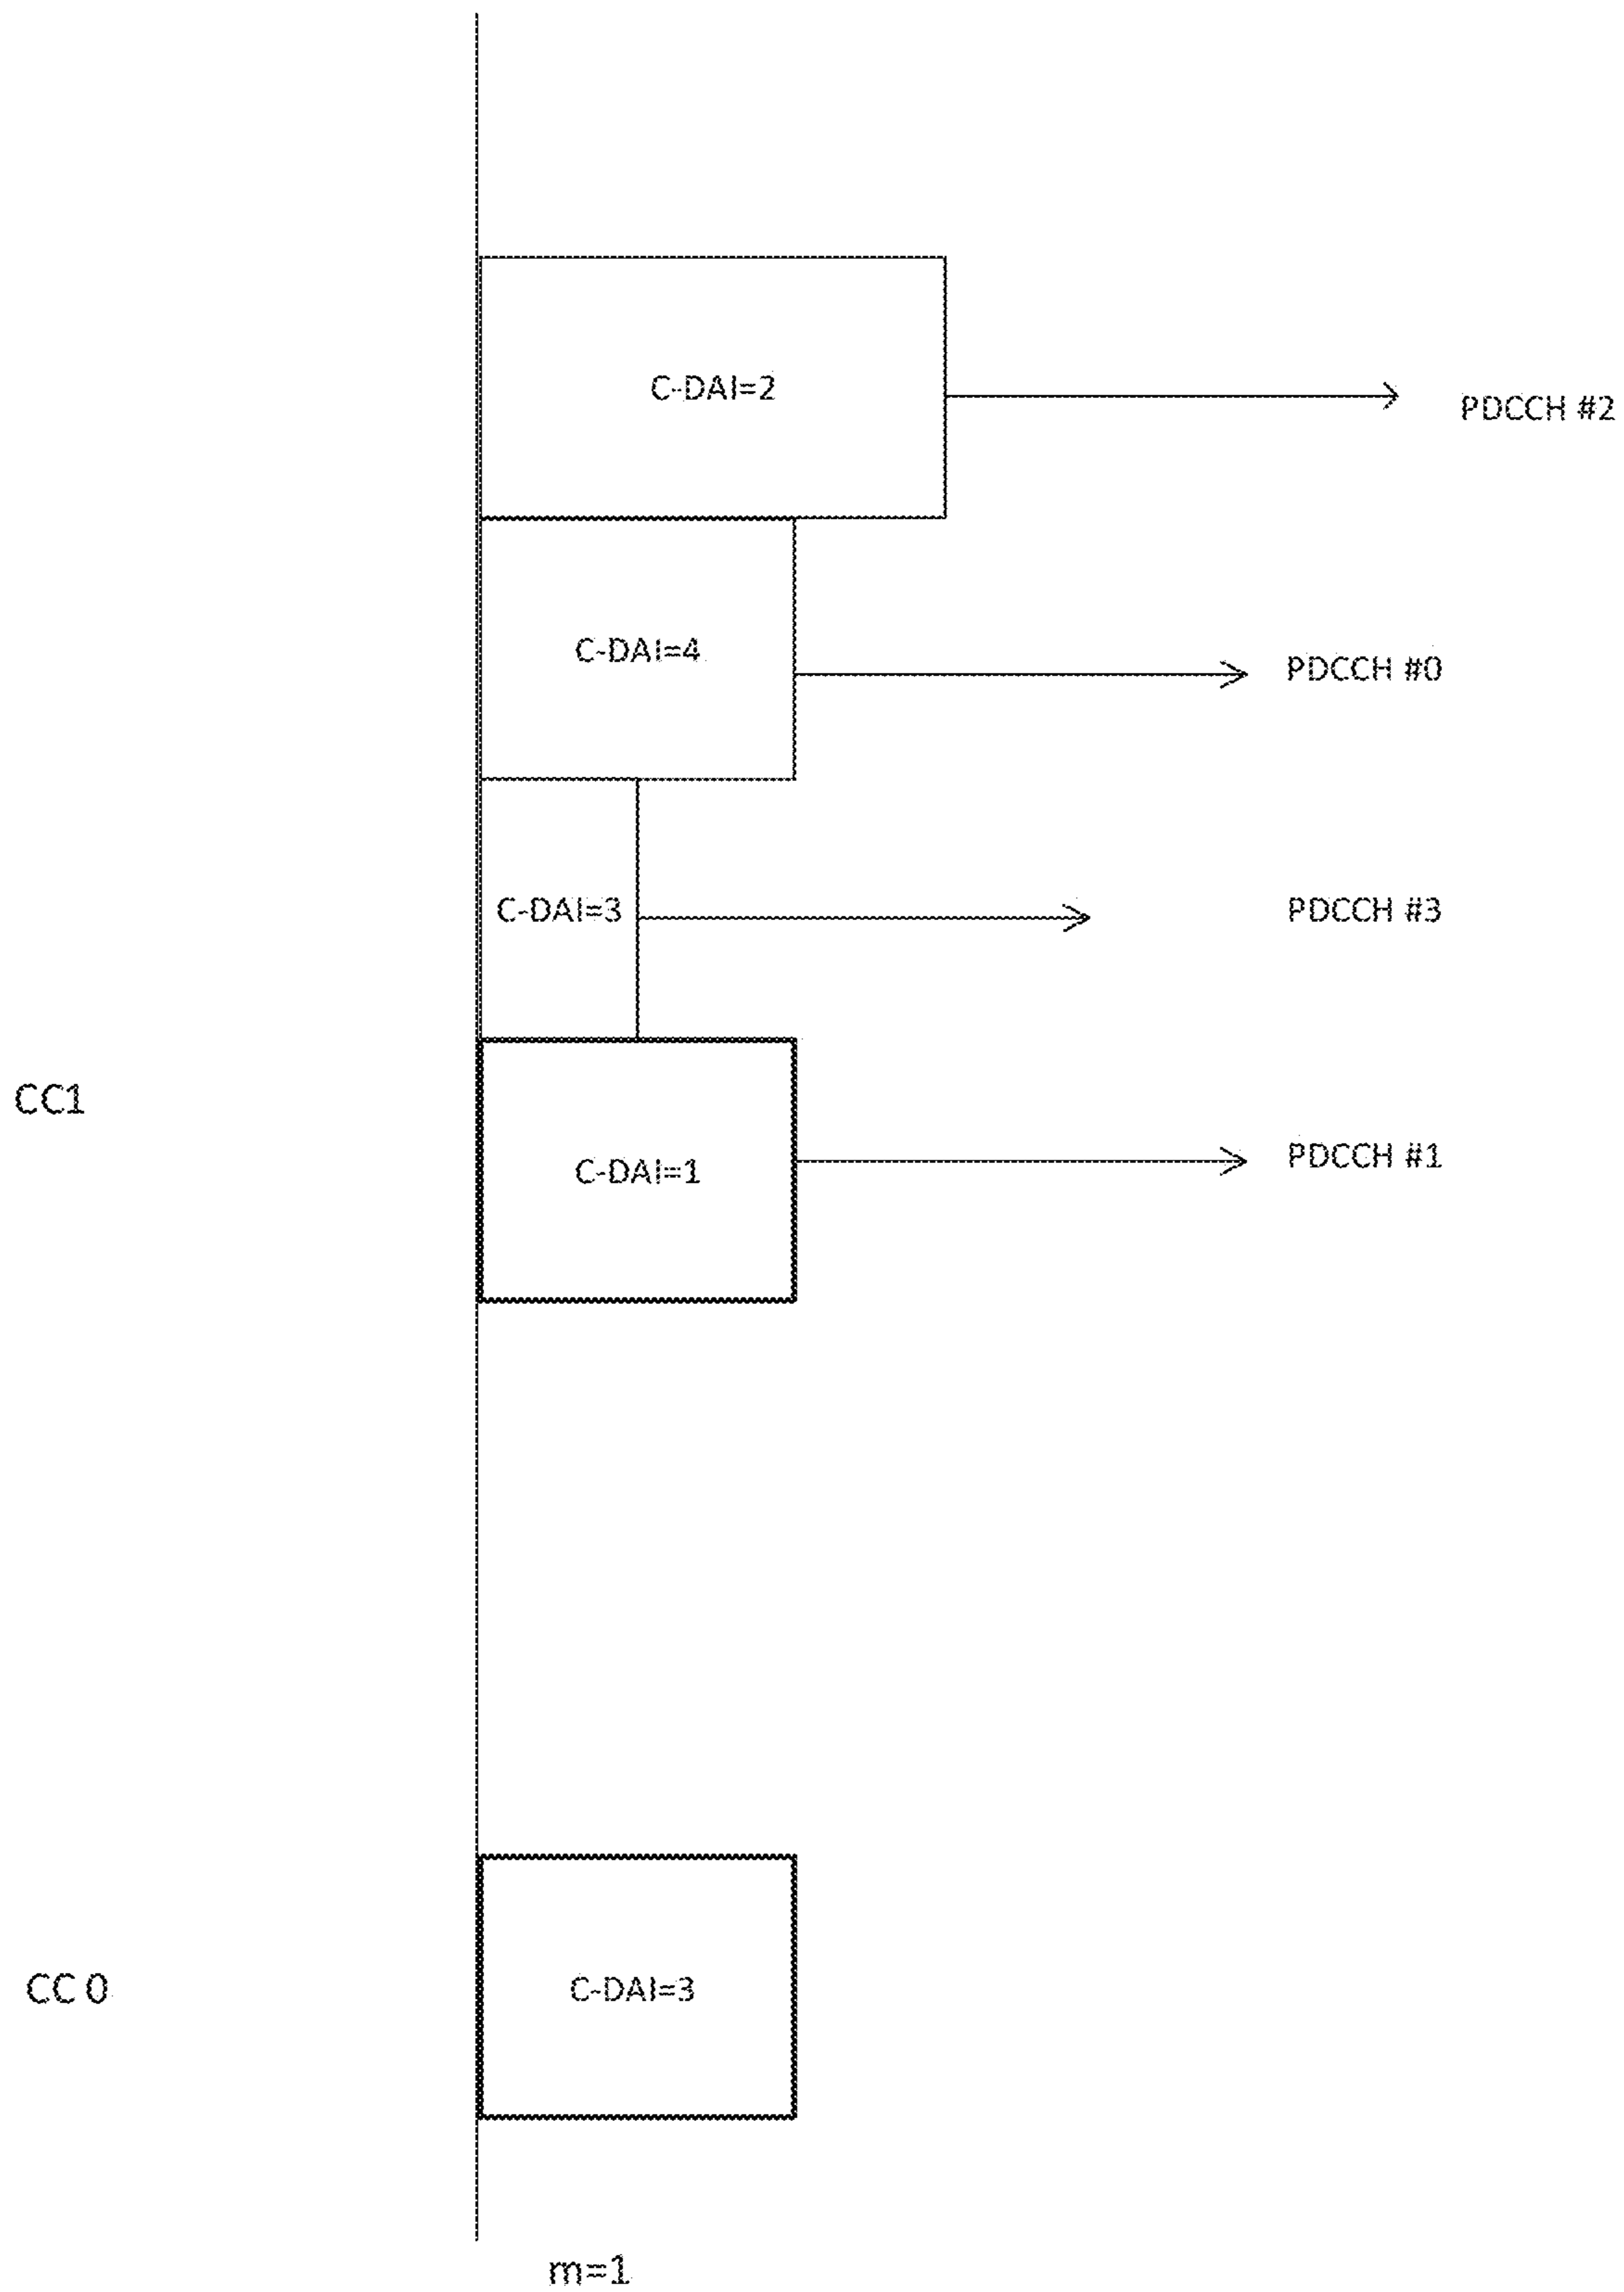 C-DAI=2
PDCCH #2
C-DAI=4
PDCCH #0
C-DAI=3
PDCCH #3
CC1
C-DAI=1
PDCCH #1
CC 0
C-DAI=3
m=1